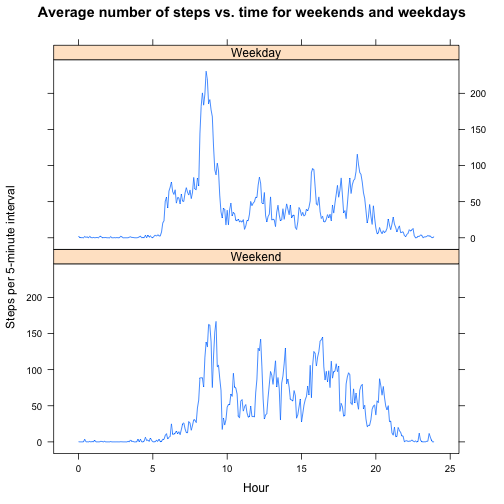 Average number of steps vs. time for weekends and weekdays
Weekday
200
150
100
50
0
Weekend
200
150
100
50
0
Steps per 5-minute interval
0 5 10 15 20 25
Hour